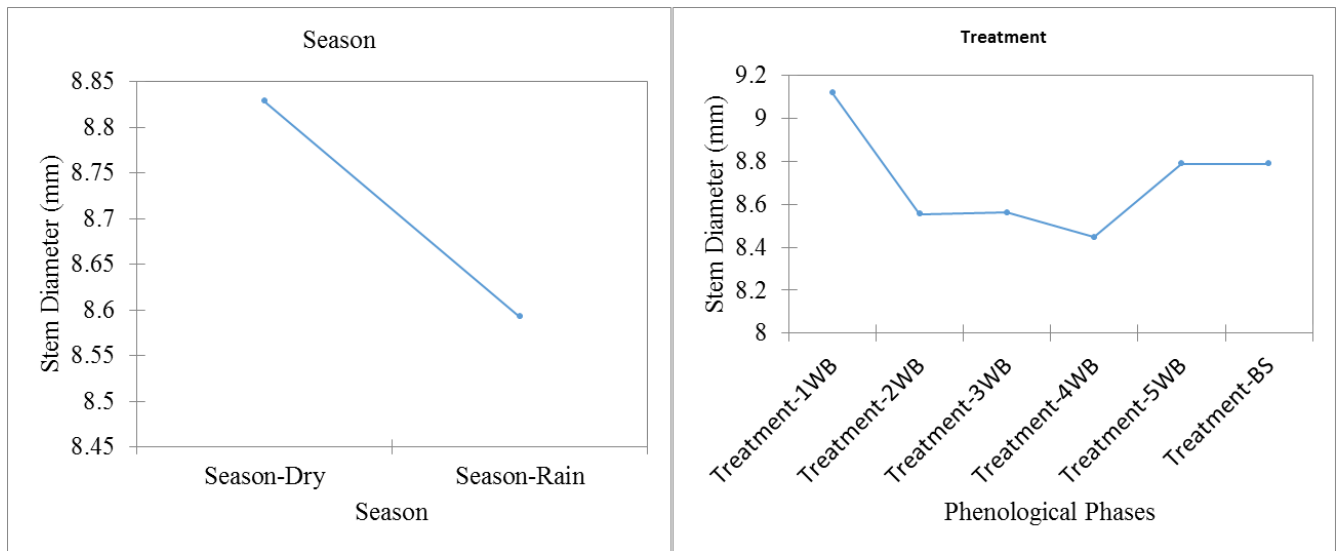 Season
8.85
8.8
8.75
8.7
8.65
8.6
8.55
8.5
8.45
Stem Diameter (mm)
Season-Dry
Season-Rain
Season
Treatment
9.2
9
8.8
8.6
8.4
8.2
8
Stem Diameter (mm)
Treatment-1WB
Treatment-2WB
Treatment-3WB
Treatment-4WB
Treatment-5WB
Treatment-BS
Phenological Phases